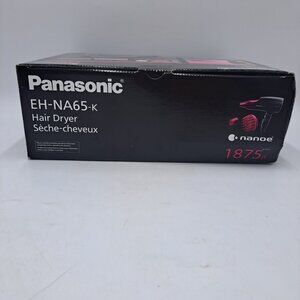 Panasonic
EH-NA65-K
Hair Dryer
Sèche-cheveux
nanoe
1875